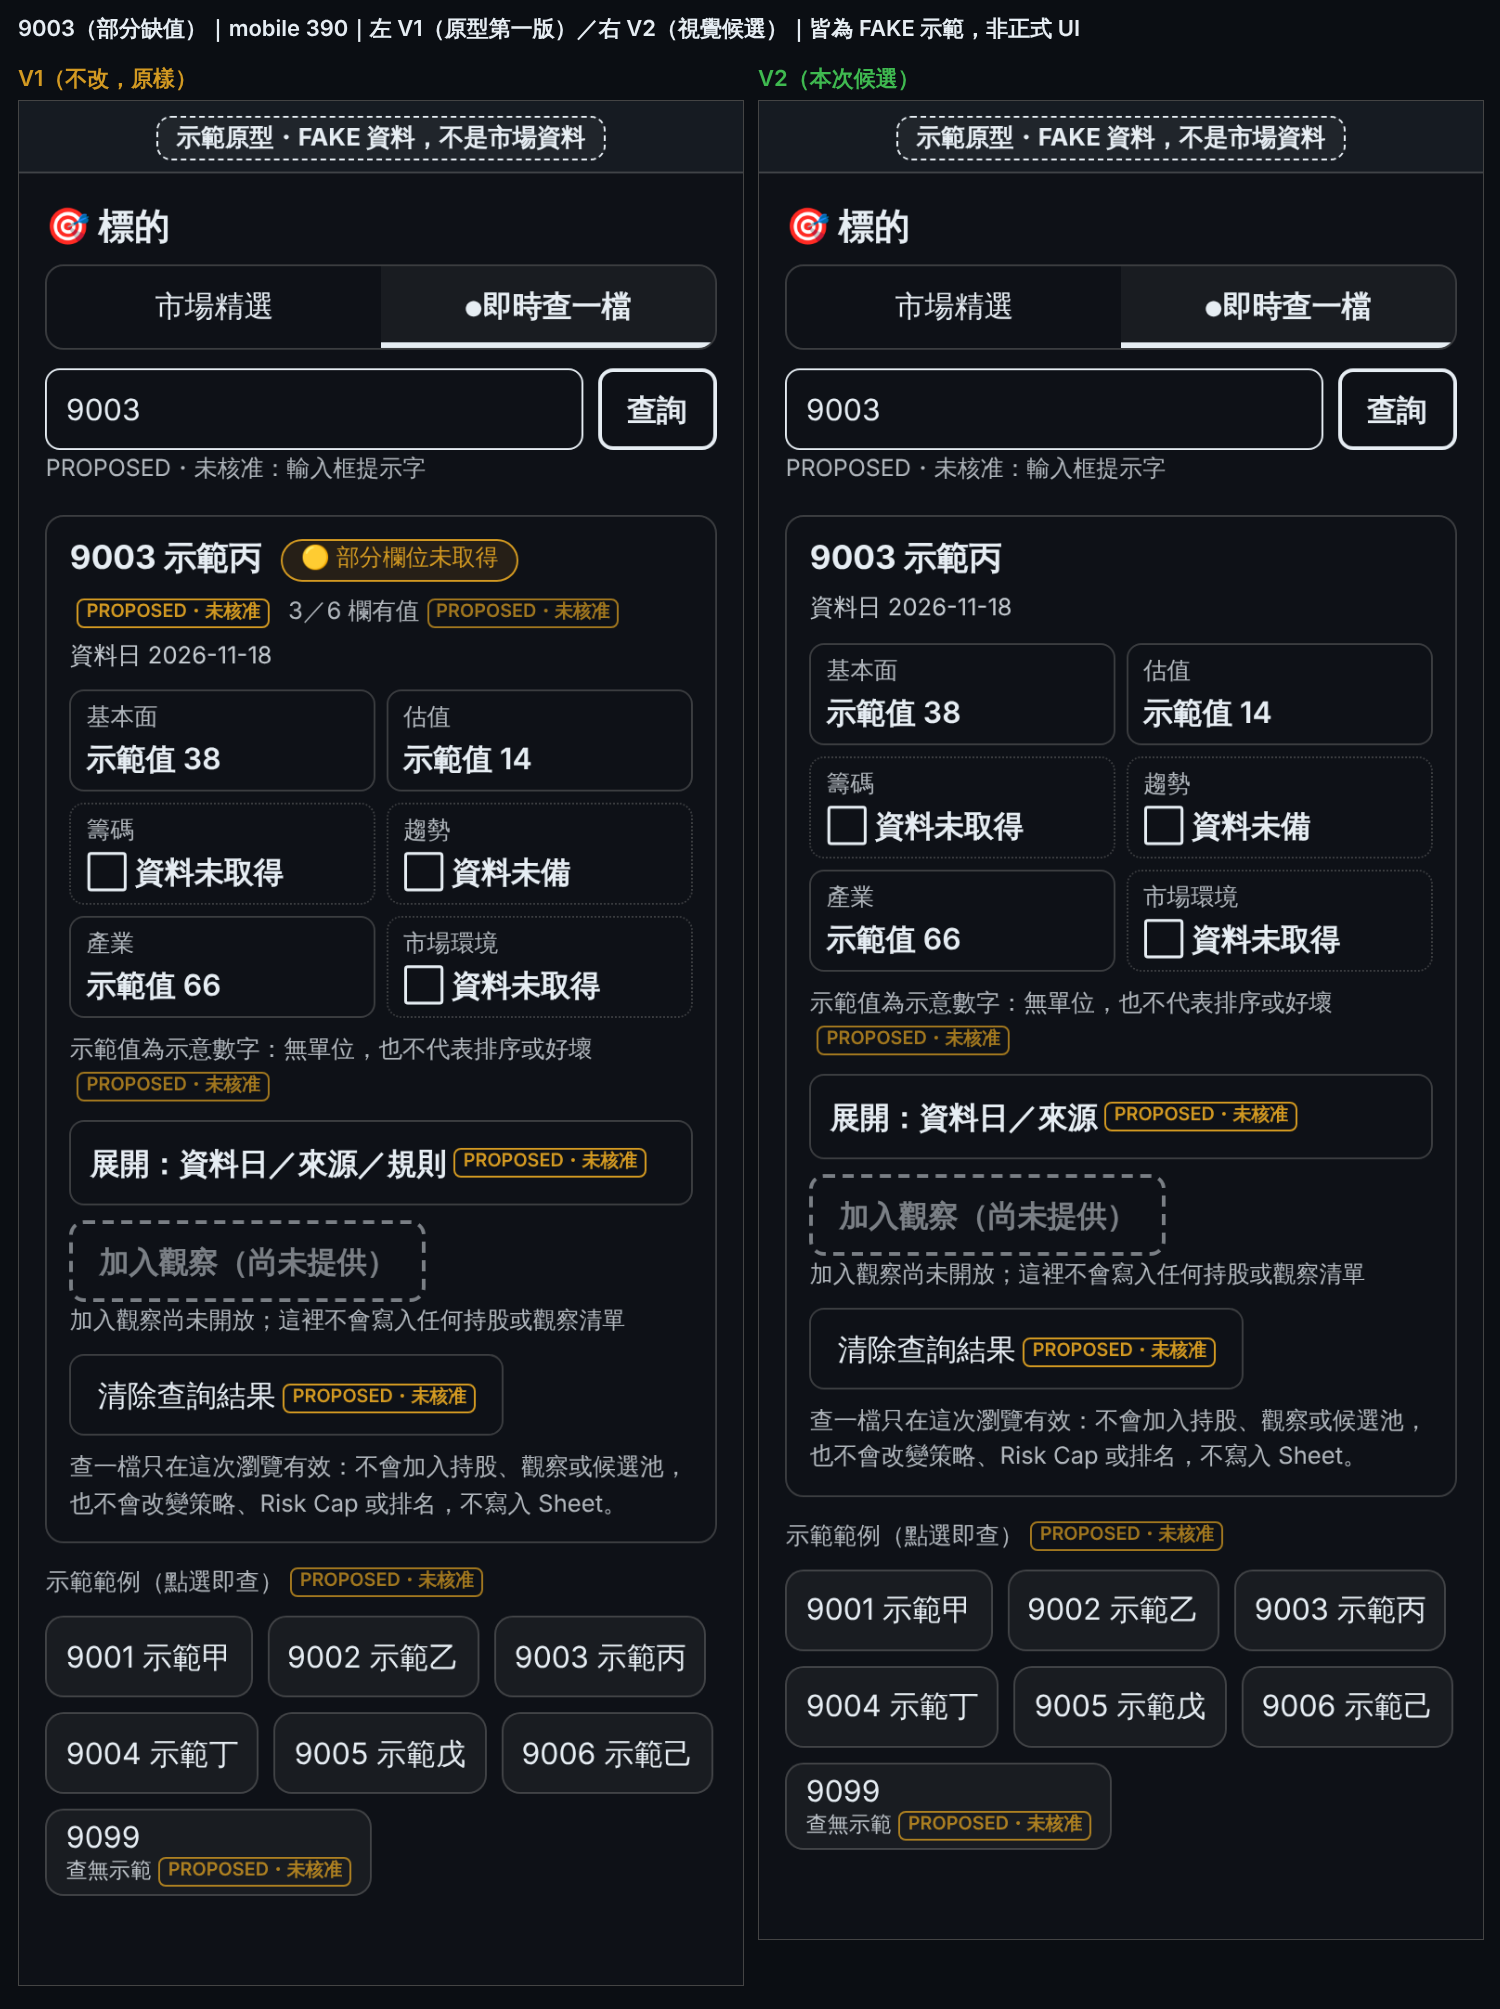 9003（部分缺值）｜mobile 390｜左 V1（原型第一版）／右 V2（視覺候選）｜皆為 FAKE 示範，非正式 UI
V1（不改，原樣）
示範原型・FAKE 資料，不是市場資料
🎯 標的
市場精選
●即時查一檔
9003
查詢
PROPOSED・未核准：輸入框提示字
9003 示範丙
🟡 部分欄位未取得
PROPOSED・未核准 3／6 欄有值 PROPOSED・未核准
資料日 2026-11-18
基本面
示範值 38
估值
示範值 14
籌碼
⬜ 資料未取得
趨勢
⬜ 資料未備
產業
示範值 66
市場環境
⬜ 資料未取得
示範值為示意數字：無單位，也不代表排序或好壞
PROPOSED・未核准
展開：資料日／來源／規則 PROPOSED・未核准
加入觀察（尚未提供）
加入觀察尚未開放；這裡不會寫入任何持股或觀察清單
清除查詢結果 PROPOSED・未核准
查一檔只在這次瀏覽有效：不會加入持股、觀察或候選池，
也不會改變策略、Risk Cap 或排名，不寫入 Sheet。
示範範例（點選即查） PROPOSED・未核准
9001 示範甲
9002 示範乙
9003 示範丙
9004 示範丁
9005 示範戊
9006 示範己
9099
查無示範 PROPOSED・未核准
V2（本次候選）
示範原型・FAKE 資料，不是市場資料
🎯 標的
市場精選
●即時查一檔
9003
查詢
PROPOSED・未核准：輸入框提示字
9003 示範丙
資料日 2026-11-18
基本面
示範值 38
估值
示範值 14
籌碼
⬜ 資料未取得
趨勢
⬜ 資料未備
產業
示範值 66
市場環境
⬜ 資料未取得
示範值為示意數字：無單位，也不代表排序或好壞
PROPOSED・未核准
展開：資料日／來源 PROPOSED・未核准
加入觀察（尚未提供）
加入觀察尚未開放；這裡不會寫入任何持股或觀察清單
清除查詢結果 PROPOSED・未核准
查一檔只在這次瀏覽有效：不會加入持股、觀察或候選池，
也不會改變策略、Risk Cap 或排名，不寫入 Sheet。
示範範例（點選即查） PROPOSED・未核准
9001 示範甲
9002 示範乙
9003 示範丙
9004 示範丁
9005 示範戊
9006 示範己
9099
查無示範 PROPOSED・未核准